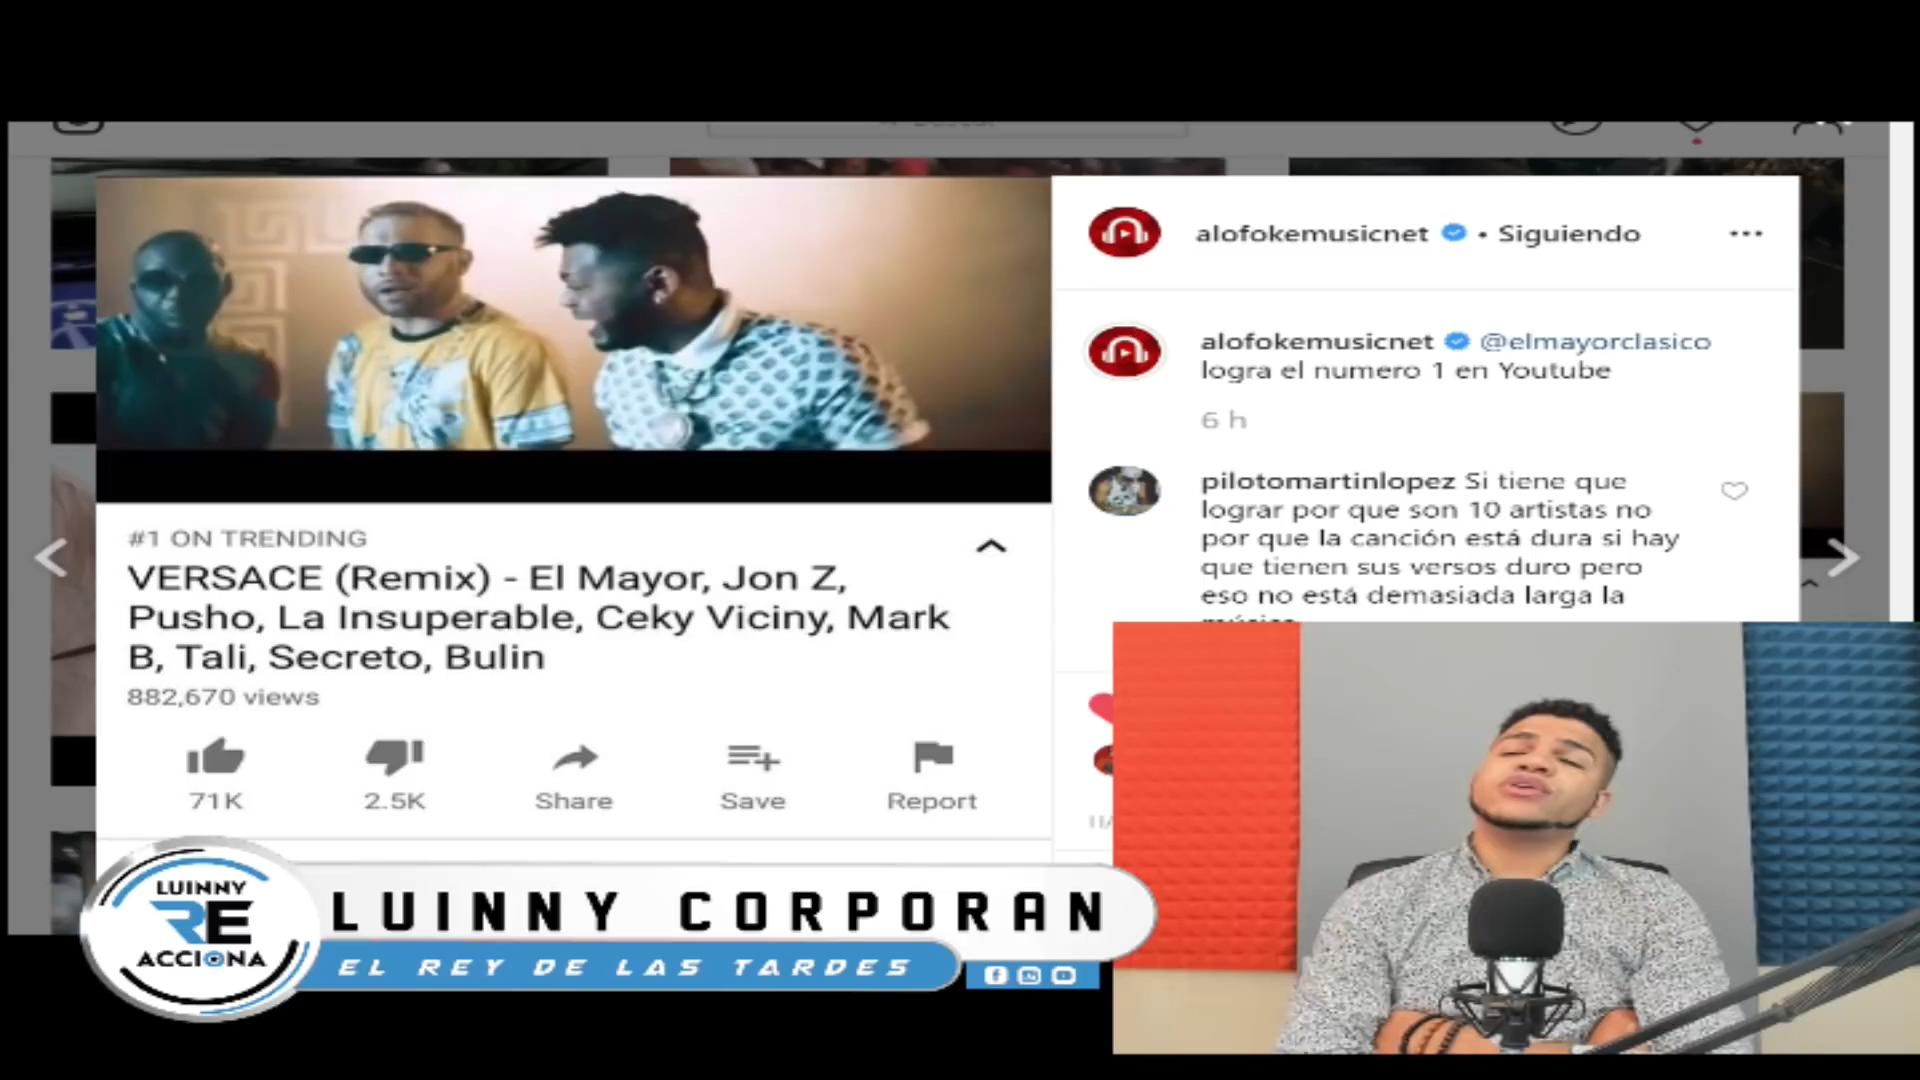 alofokemusicnet • Siguiendo
alofokemusicnet @elmayorclasico
logra el numero 1 en Youtube
6 h
pilotomartinlopez Si tiene que
lograr por que son 10 artistas no
por que la canción está dura si hay
que tienen sus versos duro pero
eso no está demasiada larga la
#1 ON TRENDING
VERSACE (Remix) - El Mayor, Jon Z,
Pusho, La Insuperable, Ceky Viciny, Mark
B, Tali, Secreto, Bulin
882,670 views
71K
2.5K
Share
Save
Report
LUINNY
RE
ACCIONA
LUINNY CORPORAN
EL REY DE LAS TARDES